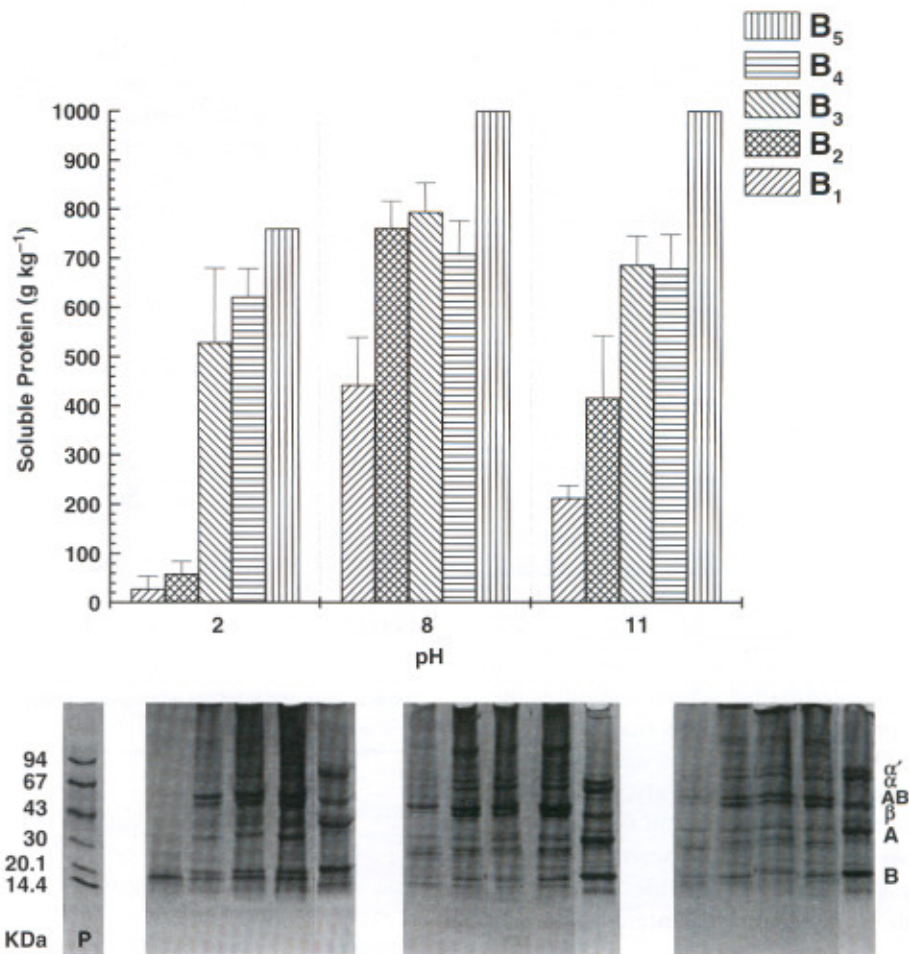 B5
B4
B3
B2
B1
1000
900
800
700
600
500
400
300
200
100
0
Soluble Protein (g kg⁻¹)
2 8 11
pH
94
67
43
30
20.1
14.4
KDa P
α´
α
AB
β
A
B